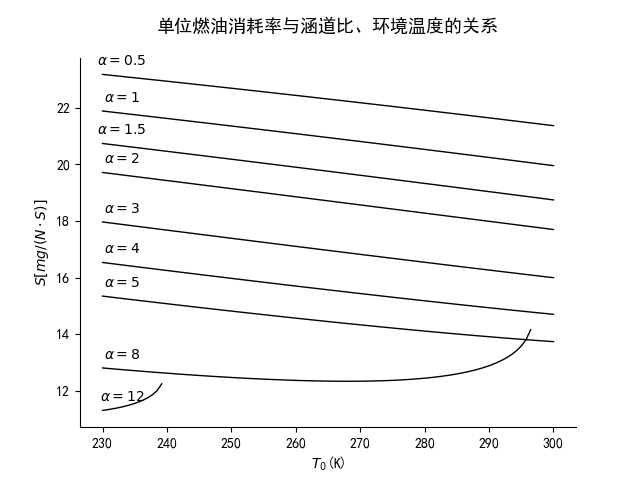 单位燃油消耗率与涵道比、环境温度的关系
S[mg/(N·S)]
22
20
18
16
14
12
α = 0.5
α = 1
α = 1.5
α = 2
α = 3
α = 4
α = 5
α = 8
α = 12
230 240 250 260 270 280 290 300
T₀(K)